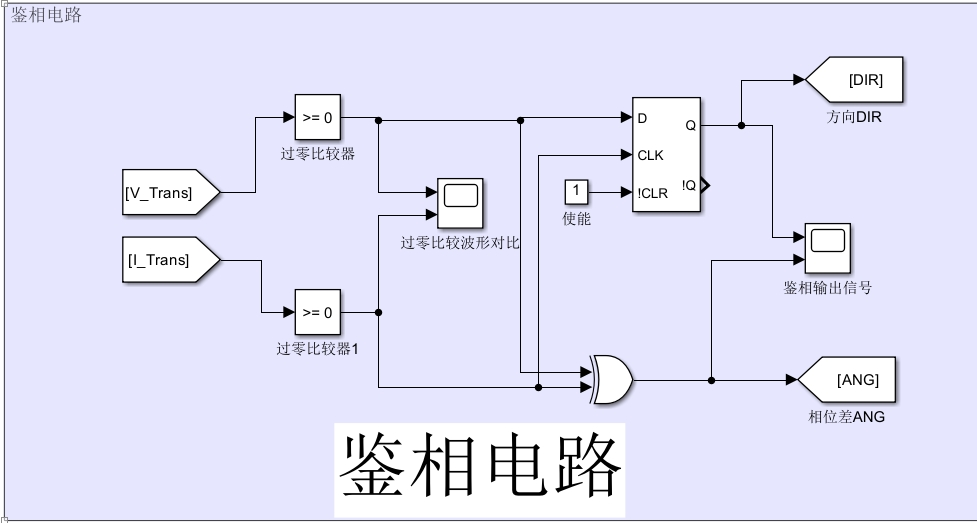 鉴相电路
[DIR]
方向DIR
>= 0
过零比较器
D
Q
CLK
!Q
!CLR
1
使能
[V_Trans]
过零比较波形对比
[I_Trans]
鉴相输出信号
>= 0
过零比较器1
[ANG]
相位差ANG
鉴相电路